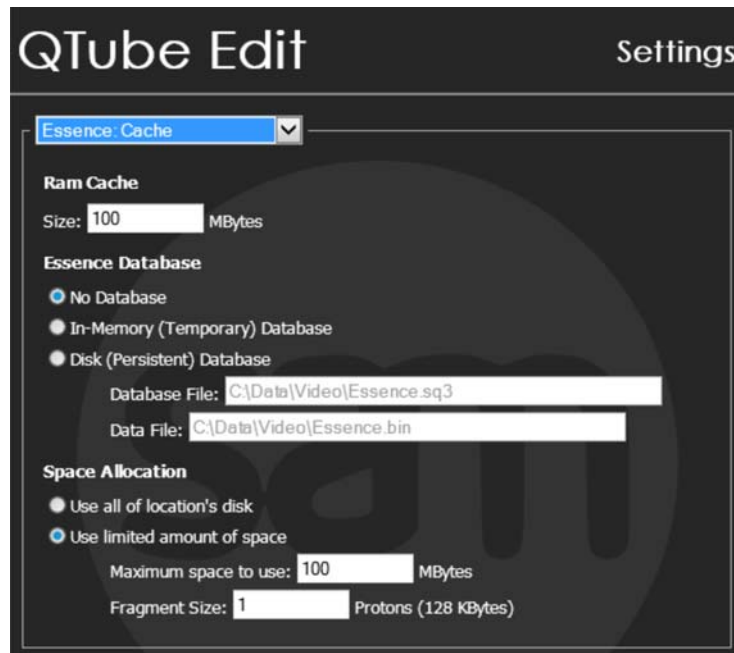 QTube Edit
Settings
Essence: Cache
Ram Cache
Size: 100 MBytes
Essence Database
No Database
In-Memory (Temporary) Database
Disk (Persistent) Database
Database File: C:\Data\Video\Essence.sq3
Data File: C:\Data\Video\Essence.bin
Space Allocation
Use all of location's disk
Use limited amount of space
Maximum space to use: 100 MBytes
Fragment Size: 1 Protons (128 KBytes)
sam